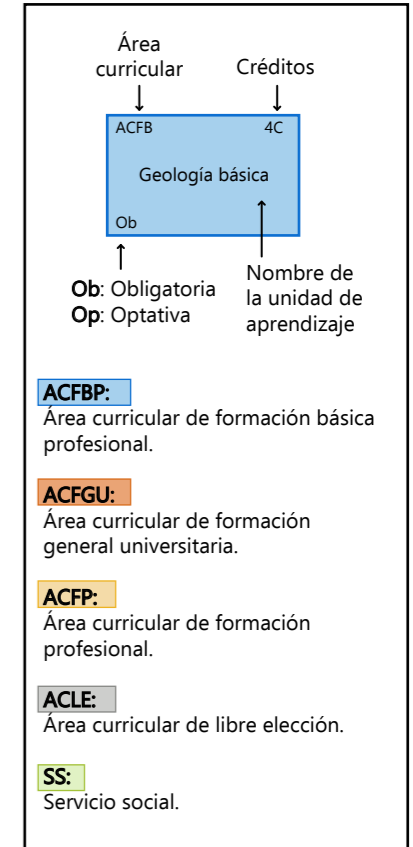 Área
curricular
Créditos
ACFB
4C
Geología básica
Ob
Ob: Obligatoria
Op: Optativa
Nombre de
la unidad de
aprendizaje
ACFBP:
Área curricular de formación básica
profesional.
ACFGU:
Área curricular de formación
general universitaria.
ACFP:
Área curricular de formación
profesional.
ACLE:
Área curricular de libre elección.
SS:
Servicio social.